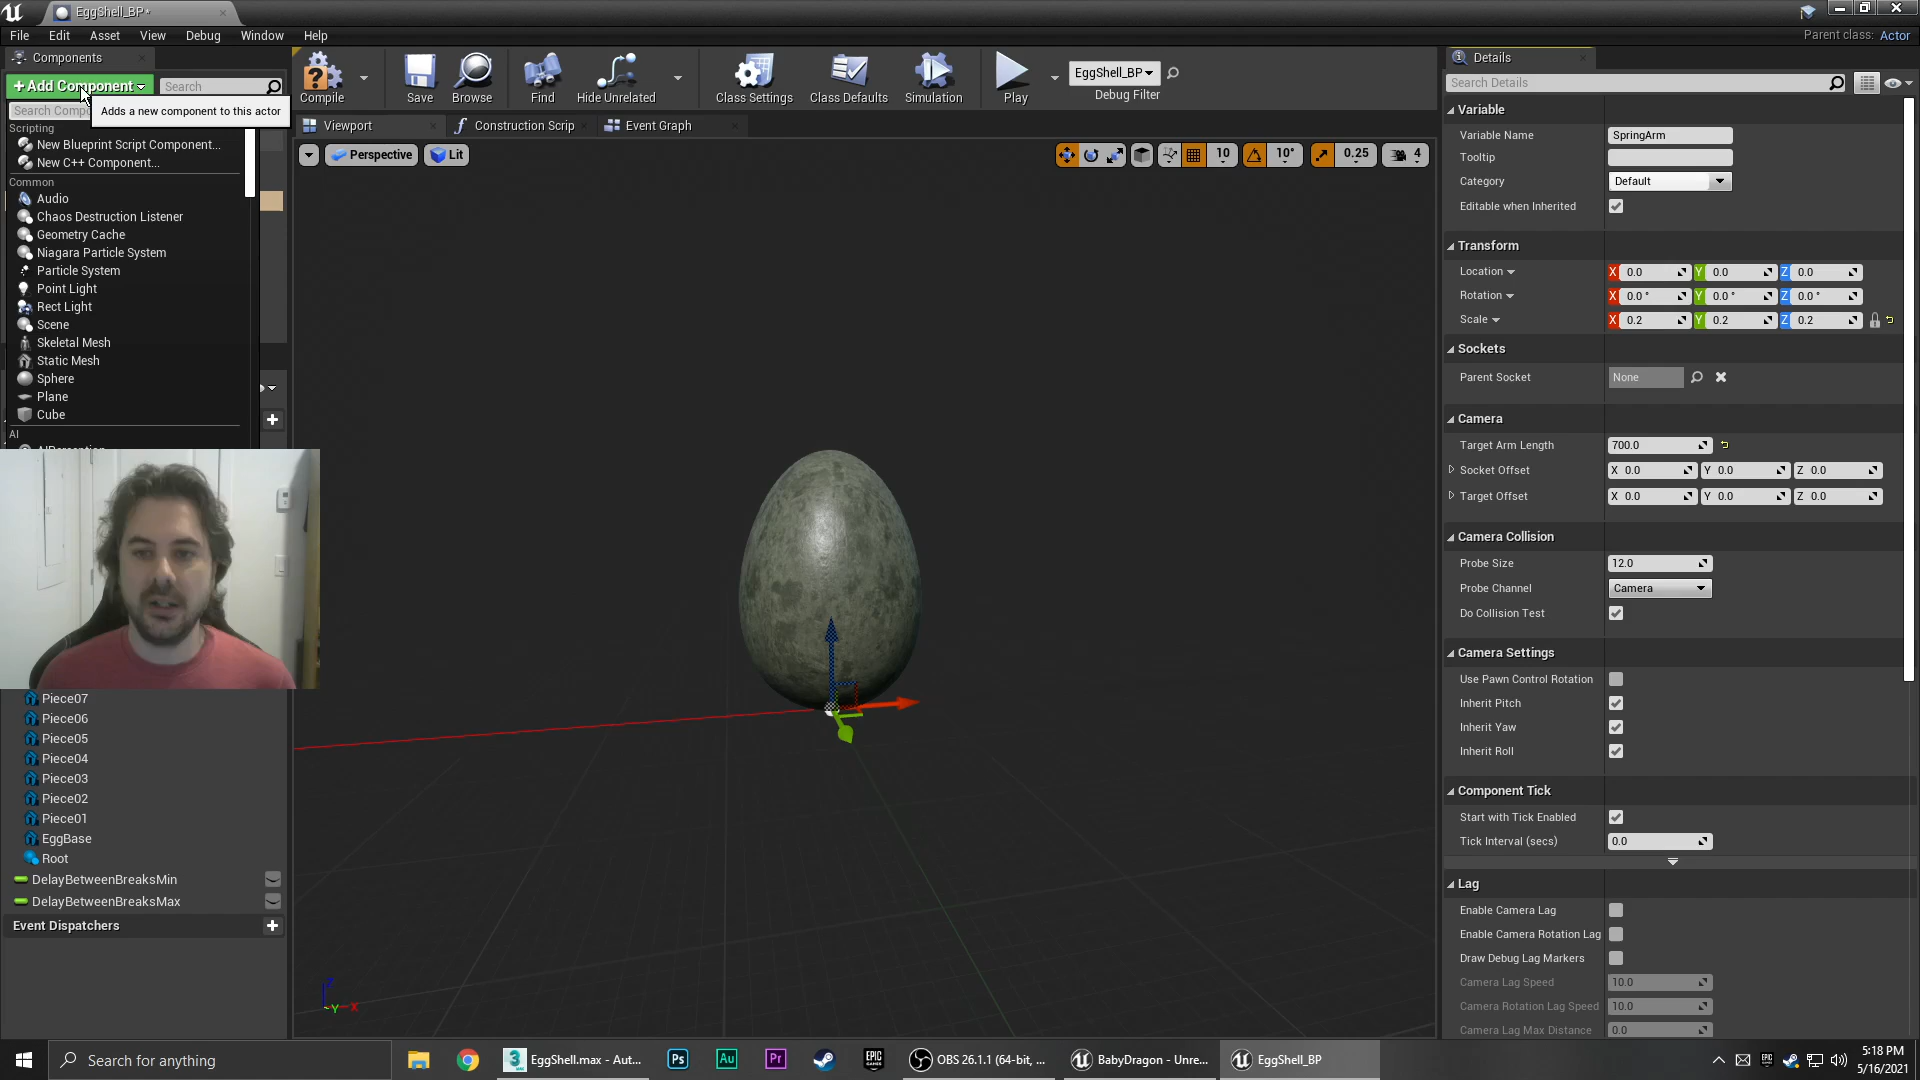 EggShell_BP*
File Edit Asset View Debug Window Help
Parent class: Actor
Components
+Add Component
Search
Search Compo
Adds a new component to this actor
Scripting
New Blueprint Script Component...
New C++ Component...
Common
Audio
Chaos Destruction Listener
Geometry Cache
Niagara Particle System
Particle System
Point Light
Rect Light
Scene
Skeletal Mesh
Static Mesh
Sphere
Plane
Cube
AI
Piece07
Piece06
Piece05
Piece04
Piece03
Piece02
Piece01
EggBase
Root
DelayBetweenBreaksMin
DelayBetweenBreaksMax
Event Dispatchers
Compile Save Browse Find Hide Unrelated Class Settings Class Defaults Simulation Play
EggShell_BP
Debug Filter
Viewport Construction Scrip Event Graph
Perspective Lit 10 10° 0.25 4
Z
Y X
Details
Search Details
Variable
Variable Name SpringArm
Tooltip
Category Default
Editable when Inherited
Transform
Location X 0.0 Y 0.0 Z 0.0
Rotation X 0.0 ° Y 0.0 ° Z 0.0 °
Scale X 0.2 Y 0.2 Z 0.2
Sockets
Parent Socket None
Camera
Target Arm Length 700.0
Socket Offset X 0.0 Y 0.0 Z 0.0
Target Offset X 0.0 Y 0.0 Z 0.0
Camera Collision
Probe Size 12.0
Probe Channel Camera
Do Collision Test
Camera Settings
Use Pawn Control Rotation
Inherit Pitch
Inherit Yaw
Inherit Roll
Component Tick
Start with Tick Enabled
Tick Interval (secs) 0.0
Lag
Enable Camera Lag
Enable Camera Rotation Lag
Draw Debug Lag Markers
Camera Lag Speed 10.0
Camera Rotation Lag Speed 10.0
Camera Lag Max Distance 0.0
Search for anything
EggShell.max - Aut...
Ps
Au
Pr
EPIC GAMES
OBS 26.1.1 (64-bit, ...
BabyDragon - Unre...
EggShell_BP
5:18 PM
5/16/2021